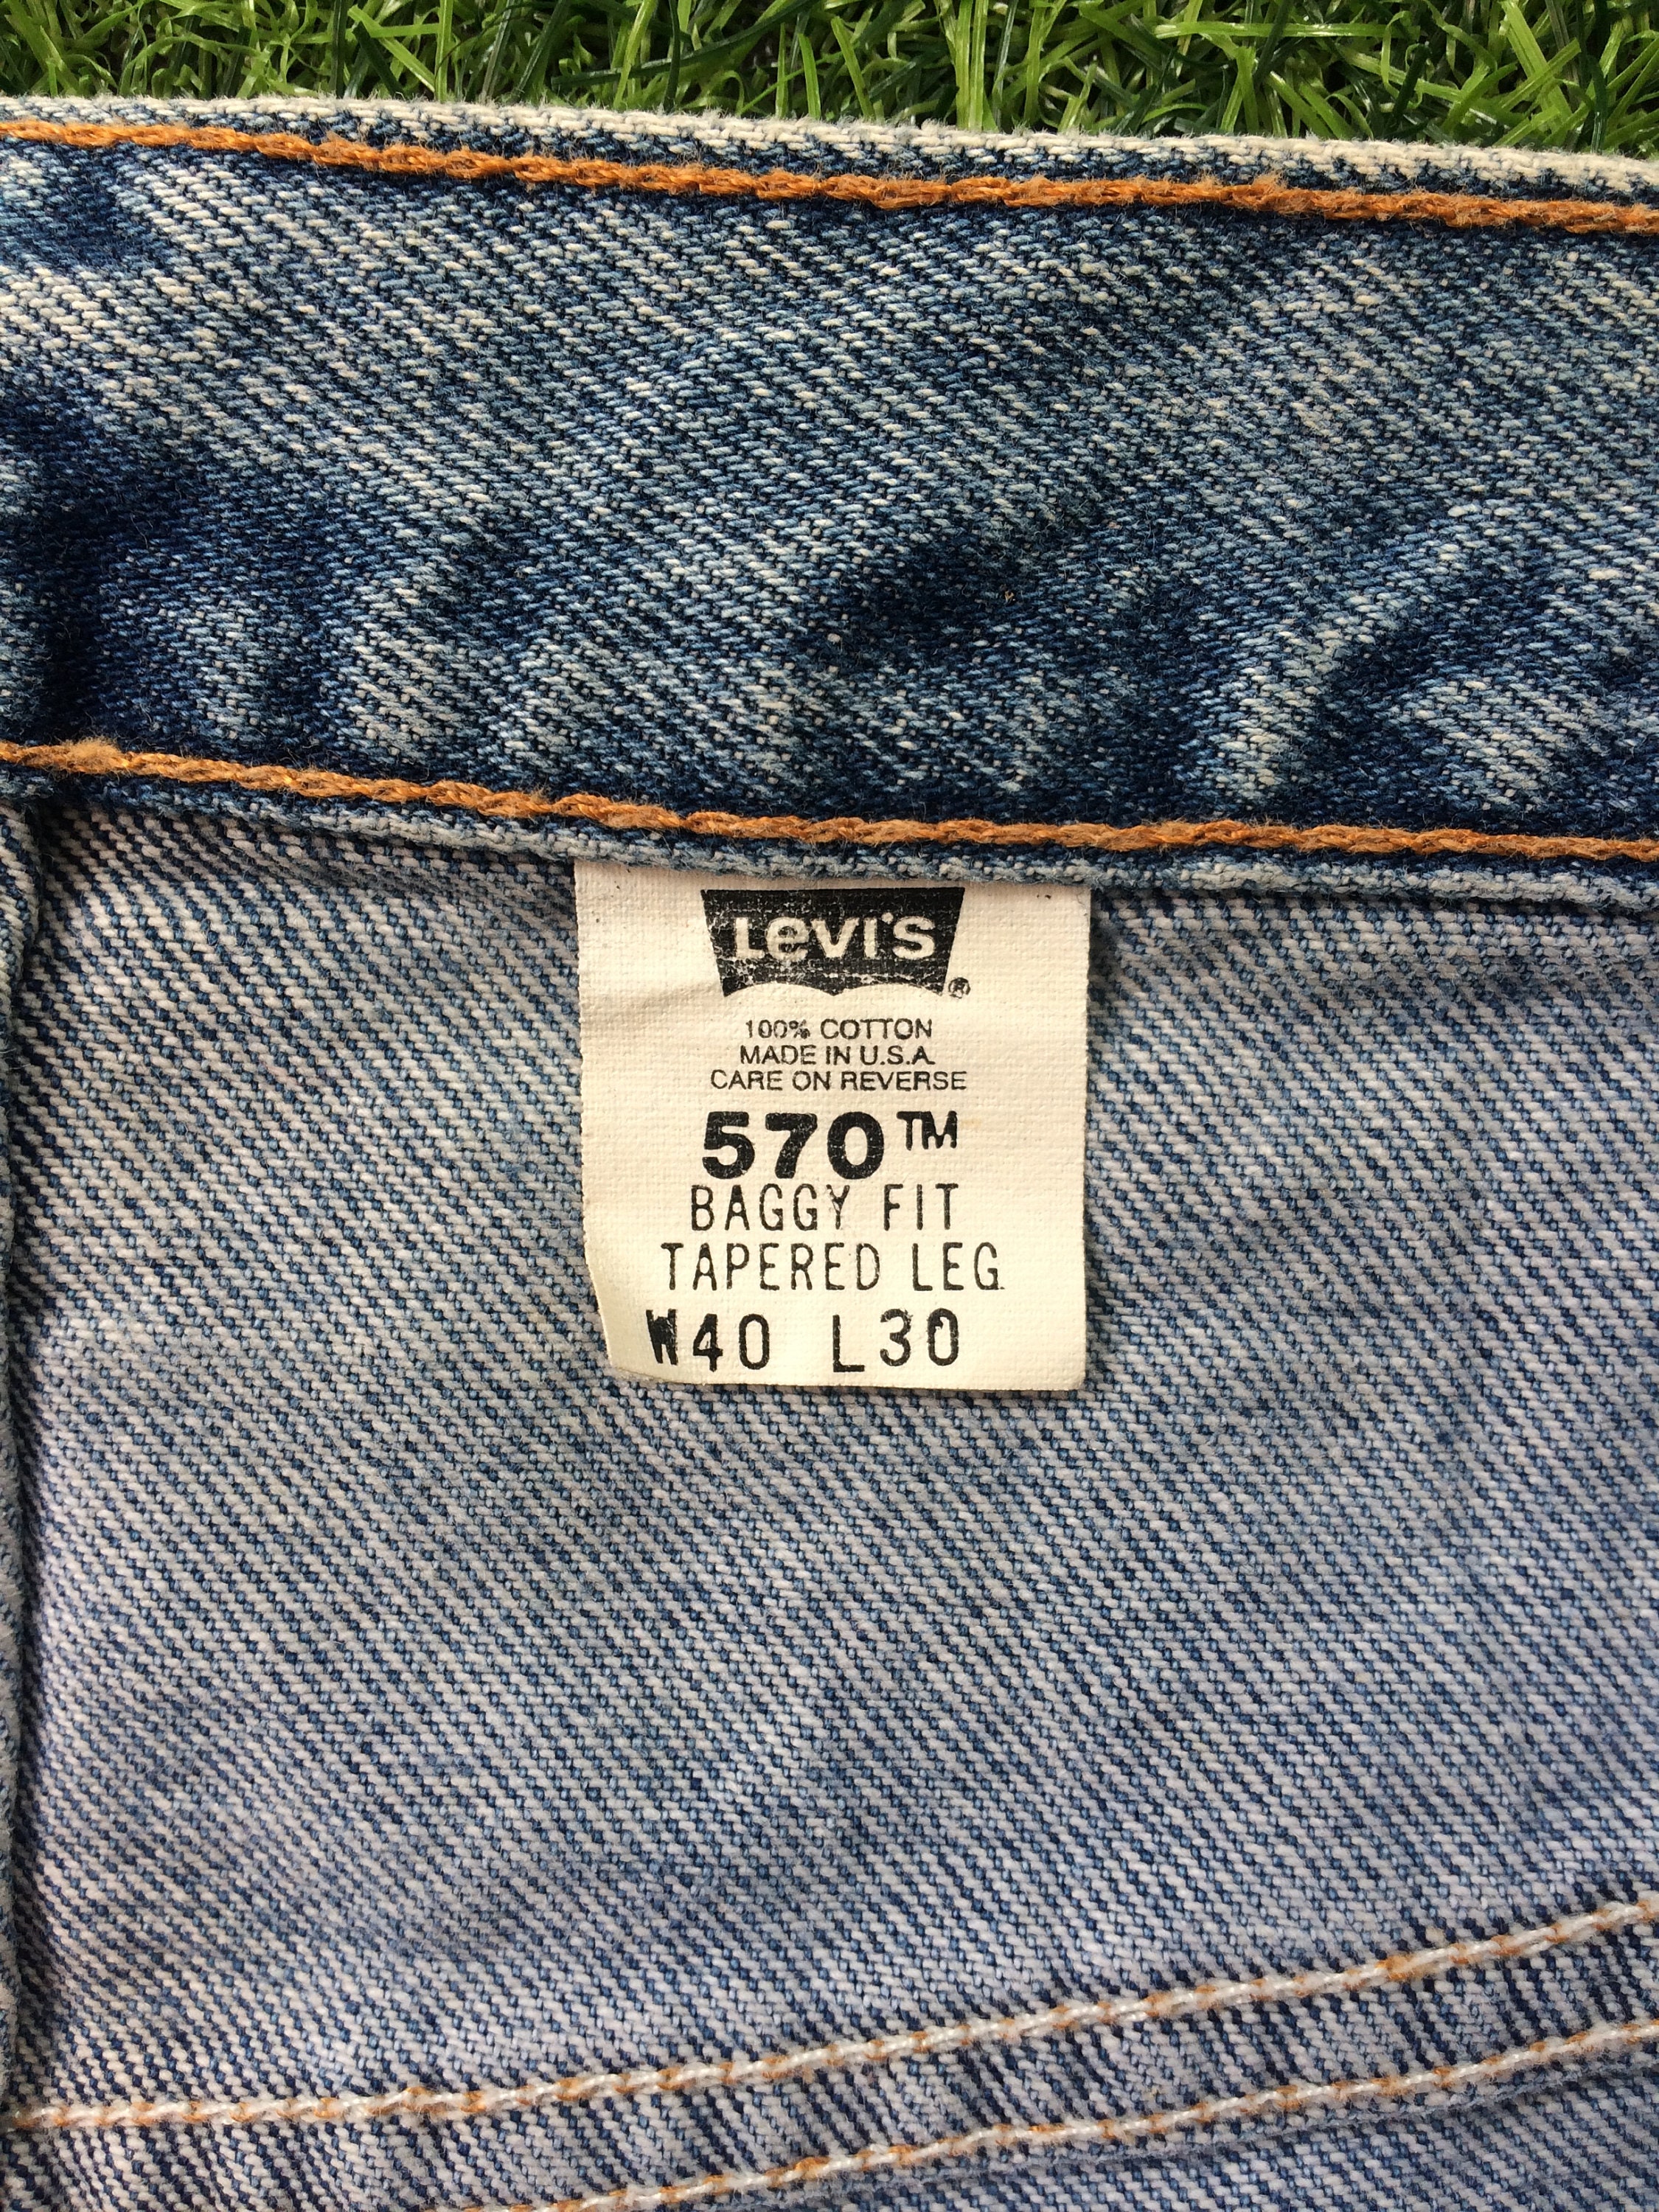 Levi's ®
100% COTTON
MADE IN U.S.A.
CARE ON REVERSE
570™
BAGGY FIT
TAPERED LEG
W40 L30